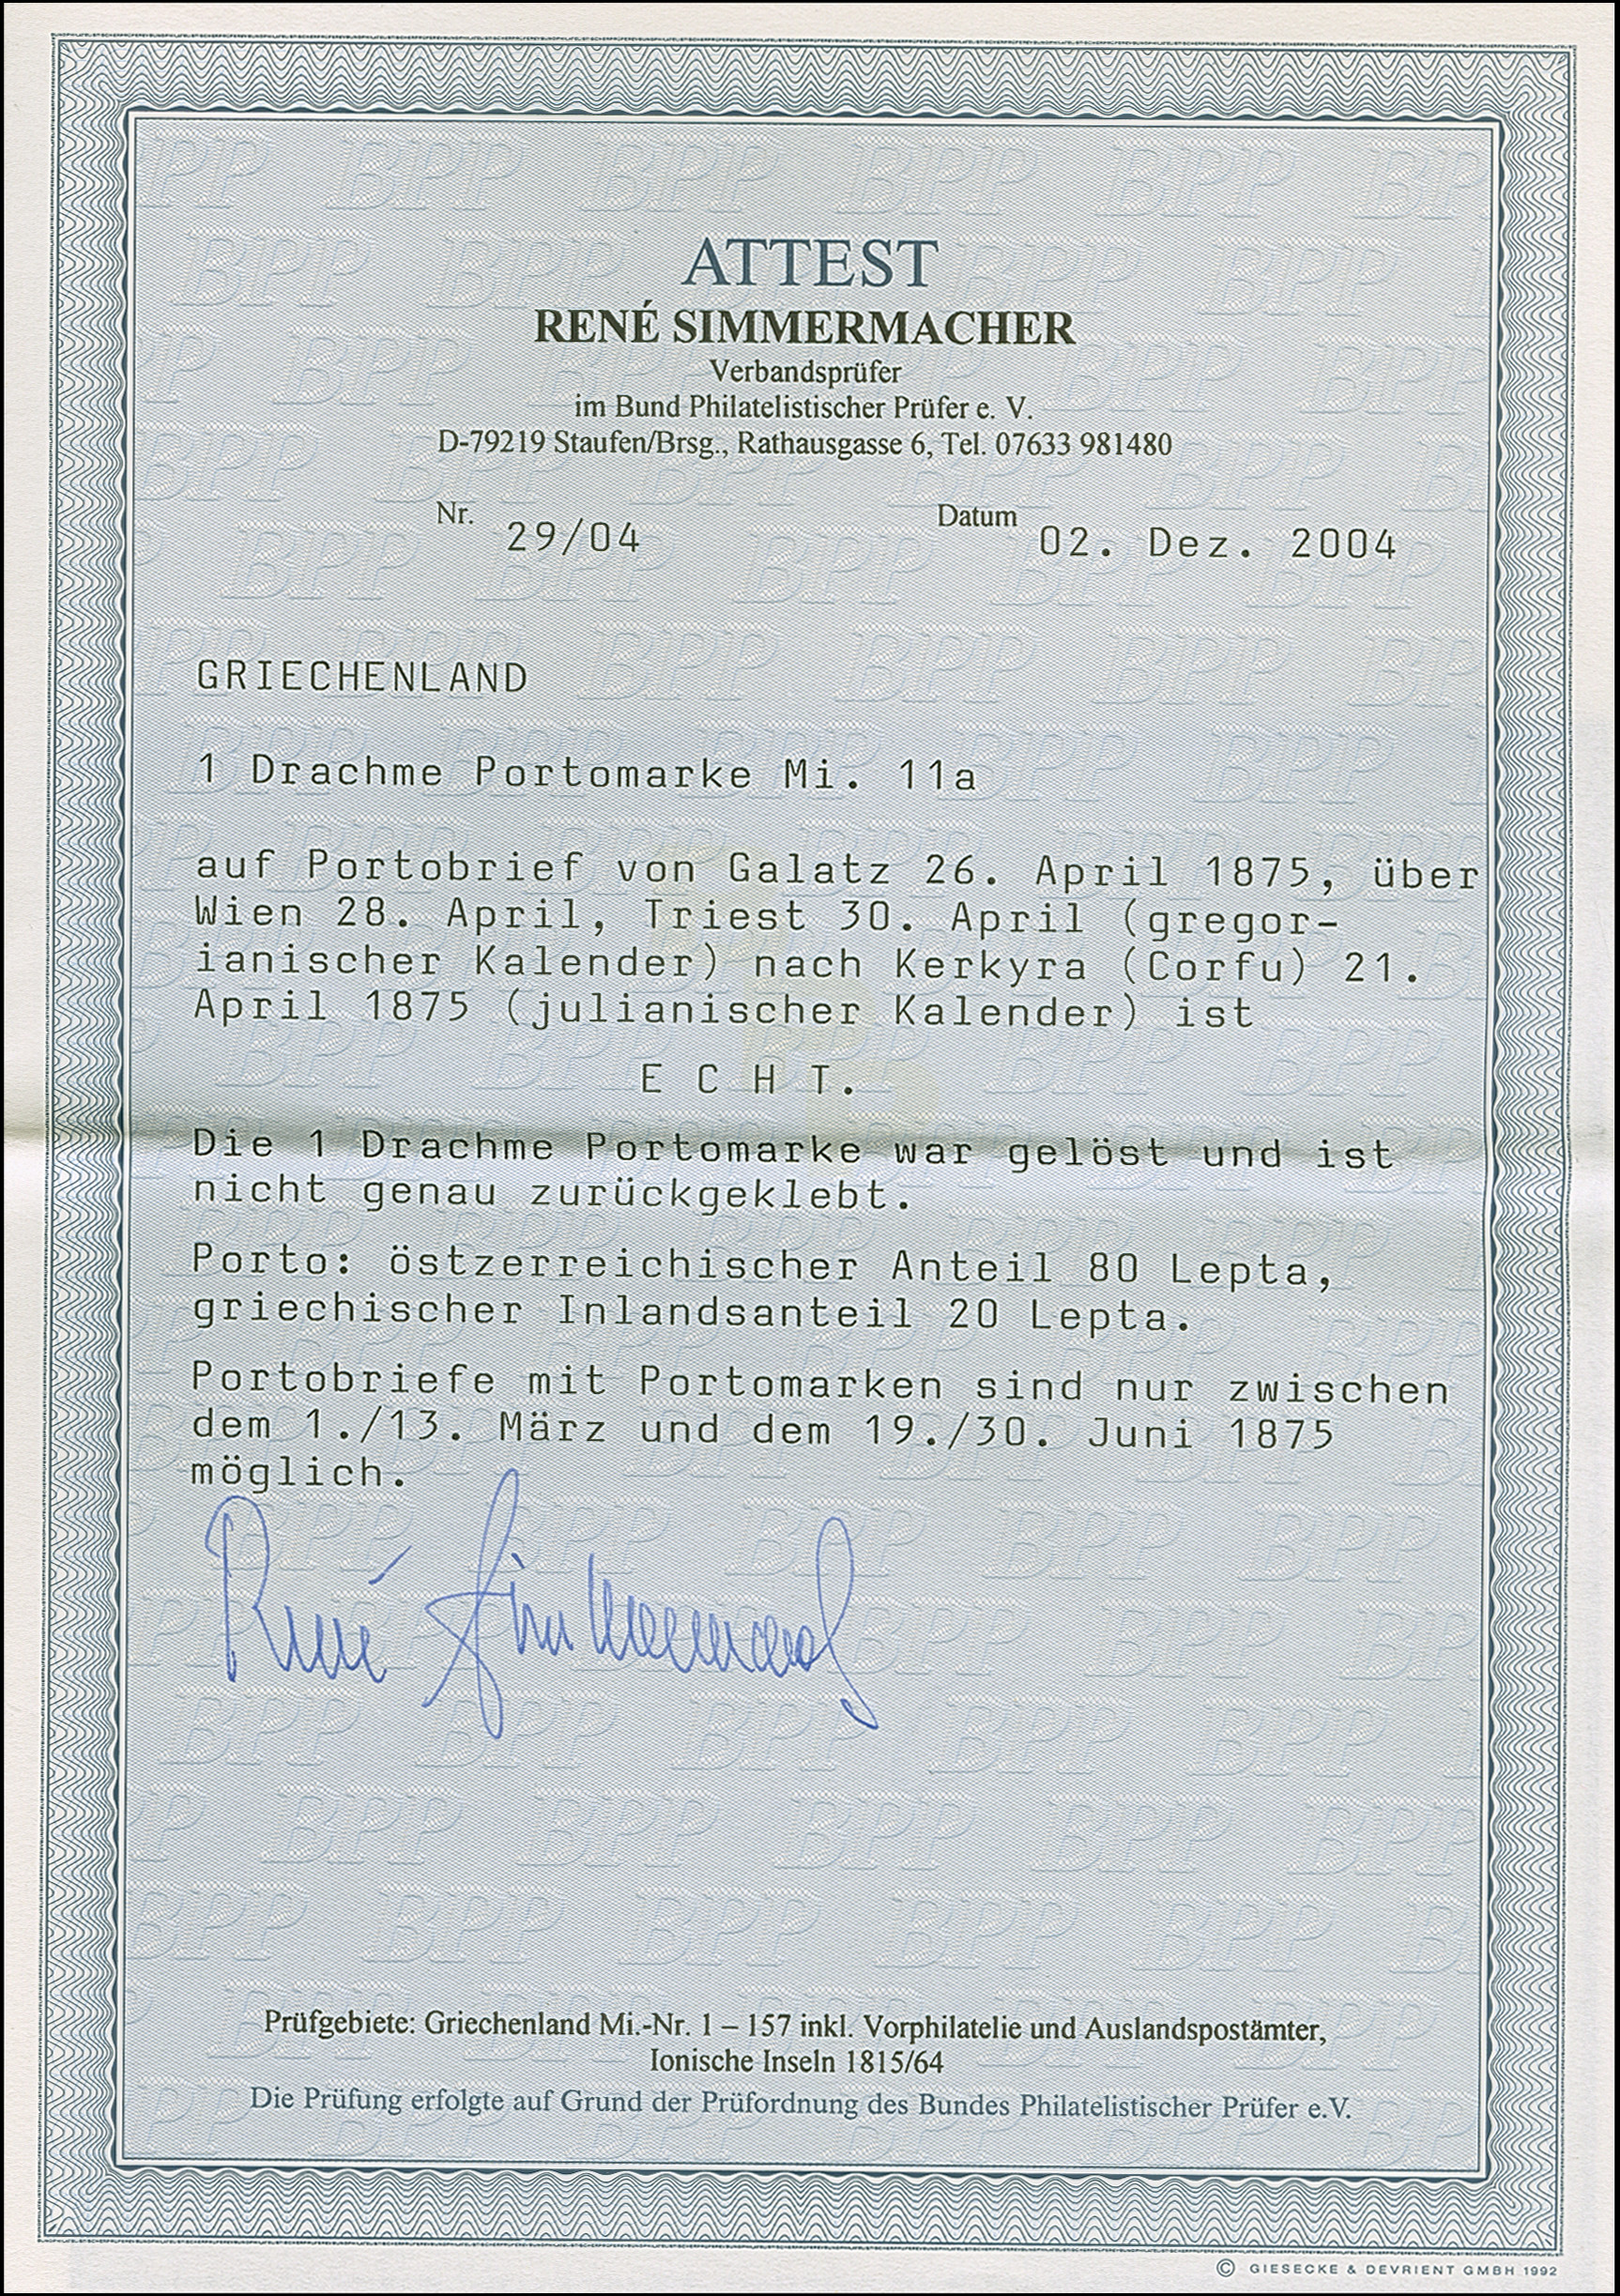 ATTEST
RENÉ SIMMERMACHER
Verbandsprüfer
im Bund Philatelistischer Prüfer e. V.
D-79219 Staufen/Brsg., Rathausgasse 6, Tel. 07633 981480
Nr. 29/04 Datum 02. Dez. 2004
GRIECHENLAND
1 Drachme Portomarke Mi. 11a
auf Portobrief von Galatz 26. April 1875, über
Wien 28. April, Triest 30. April (gregor-
ianischer Kalender) nach Kerkyra (Corfu) 21.
April 1875 (julianischer Kalender) ist
E C H T.
Die 1 Drachme Portomarke war gelöst und ist
nicht genau zurückgeklebt.
Porto: östzerreichischer Anteil 80 Lepta,
griechischer Inlandsanteil 20 Lepta.
Portobriefe mit Portomarken sind nur zwischen
dem 1./13. März und dem 19./30. Juni 1875
möglich.
René Simmermacher
Prüfgebiete: Griechenland Mi.-Nr. 1 – 157 inkl. Vorphilatelie und Auslandspostämter,
Ionische Inseln 1815/64
Die Prüfung erfolgte auf Grund der Prüfordnung des Bundes Philatelistischer Prüfer e.V.
© GIESECKE & DEVRIENT GMBH 1992